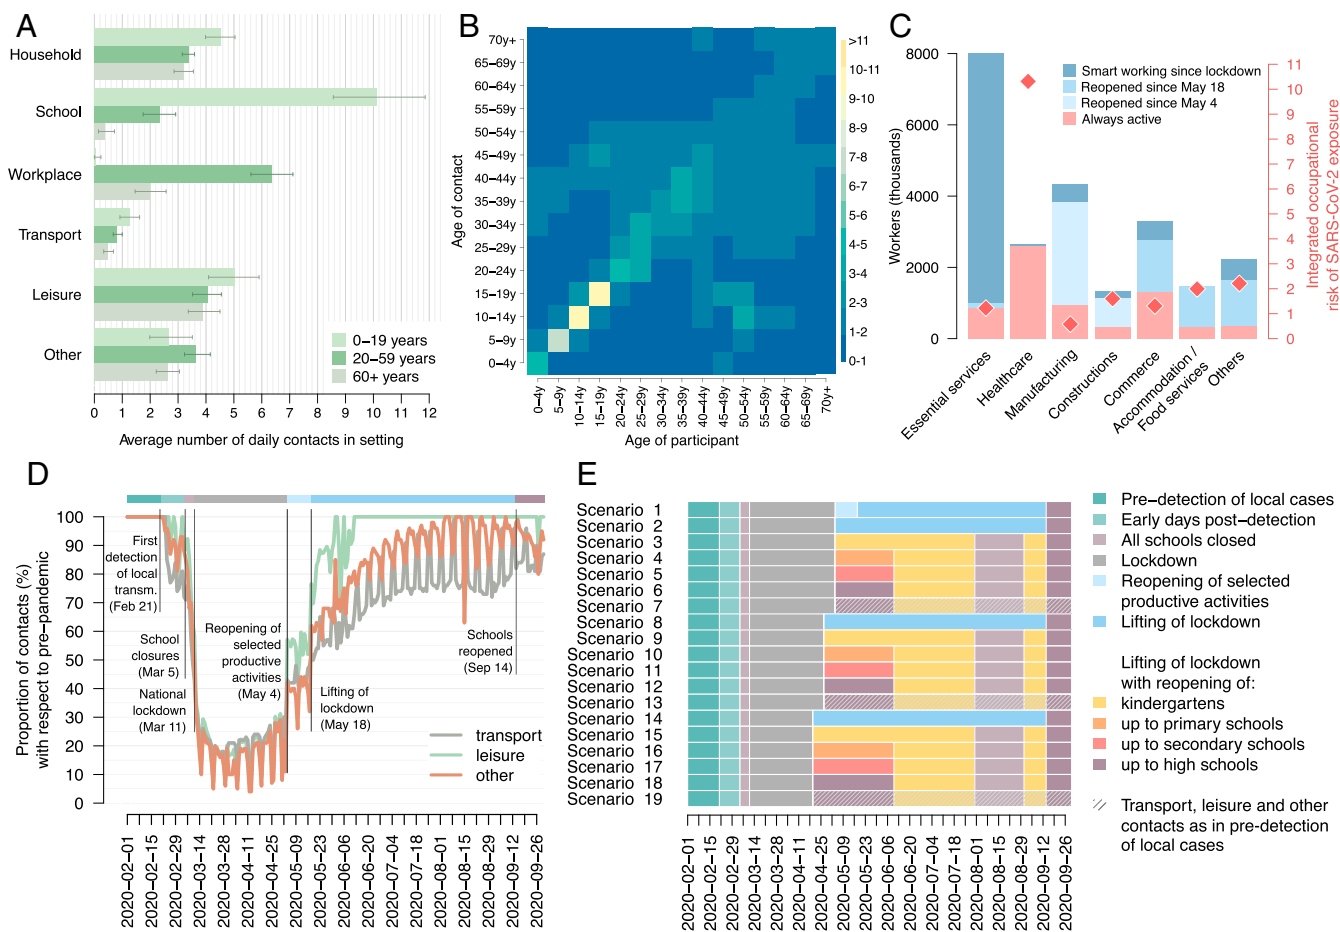 A
Household
School
Workplace
Transport
Leisure
Other
0–19 years
20–59 years
60+ years
0 1 2 3 4 5 6 7 8 9 10 11 12
Average number of daily contacts in setting
B
Age of contact
70y+
65–69y
60–64y
55–59y
50–54y
45–49y
40–44y
35–39y
30–34y
25–29y
20–24y
15–19y
10–14y
5–9y
0–4y
0–4y
5–9y
10–14y
15–19y
20–24y
25–29y
30–34y
35–39y
40–44y
45–49y
50–54y
55–59y
60–64y
65–69y
70y+
Age of participant
>11
10-11
9-10
8-9
7-8
6-7
5-6
4-5
3-4
2-3
1-2
0-1
C
Workers (thousands)
8000
6000
4000
2000
0
Smart working since lockdown
Reopened since May 18
Reopened since May 4
Always active
11
10
9
8
7
6
5
4
3
2
1
0
Integrated occupational
risk of SARS-CoV-2 exposure
Essential services
Healthcare
Manufacturing
Constructions
Commerce
Accommodation /
Food services
Others
D
Proportion of contacts (%)
with respect to pre–pandemic
100
90
80
70
60
50
40
30
20
10
0
First
detection
of local
transm.
(Feb 21)
School
closures
(Mar 5)
National
lockdown
(Mar 11)
Reopening of
selected
productive
activities
(May 4)
Lifting of
lockdown
(May 18)
Schools
reopened
(Sep 14)
transport
leisure
other
2020–02–01
2020–02–15
2020–02–29
2020–03–14
2020–03–28
2020–04–11
2020–04–25
2020–05–09
2020–05–23
2020–06–06
2020–06–20
2020–07–04
2020–07–18
2020–08–01
2020–08–15
2020–08–29
2020–09–12
2020–09–26
E
Scenario 1
Scenario 2
Scenario 3
Scenario 4
Scenario 5
Scenario 6
Scenario 7
Scenario 8
Scenario 9
Scenario 10
Scenario 11
Scenario 12
Scenario 13
Scenario 14
Scenario 15
Scenario 16
Scenario 17
Scenario 18
Scenario 19
2020–02–01
2020–02–15
2020–02–29
2020–03–14
2020–03–28
2020–04–11
2020–04–25
2020–05–09
2020–05–23
2020–06–06
2020–06–20
2020–07–04
2020–07–18
2020–08–01
2020–08–15
2020–08–29
2020–09–12
2020–09–26
Pre–detection of local cases
Early days post–detection
All schools closed
Lockdown
Reopening of selected
productive activities
Lifting of lockdown
Lifting of lockdown
with reopening of:
kindergartens
up to primary schools
up to secondary schools
up to high schools
Transport, leisure and other
contacts as in pre-detection
of local cases